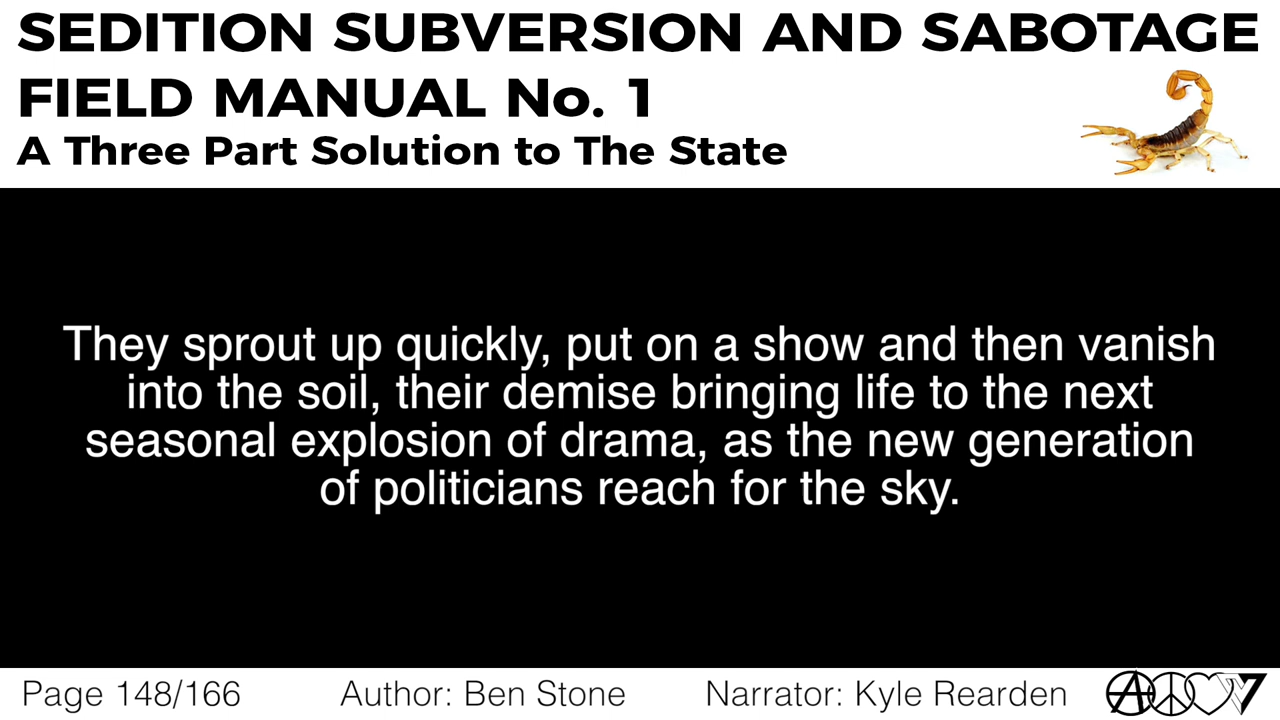 SEDITION SUBVERSION AND SABOTAGE
FIELD MANUAL No. 1
A Three Part Solution to The State
They sprout up quickly, put on a show and then vanish
into the soil, their demise bringing life to the next
seasonal explosion of drama, as the new generation
of politicians reach for the sky.
Page 148/166 Author: Ben Stone Narrator: Kyle Rearden